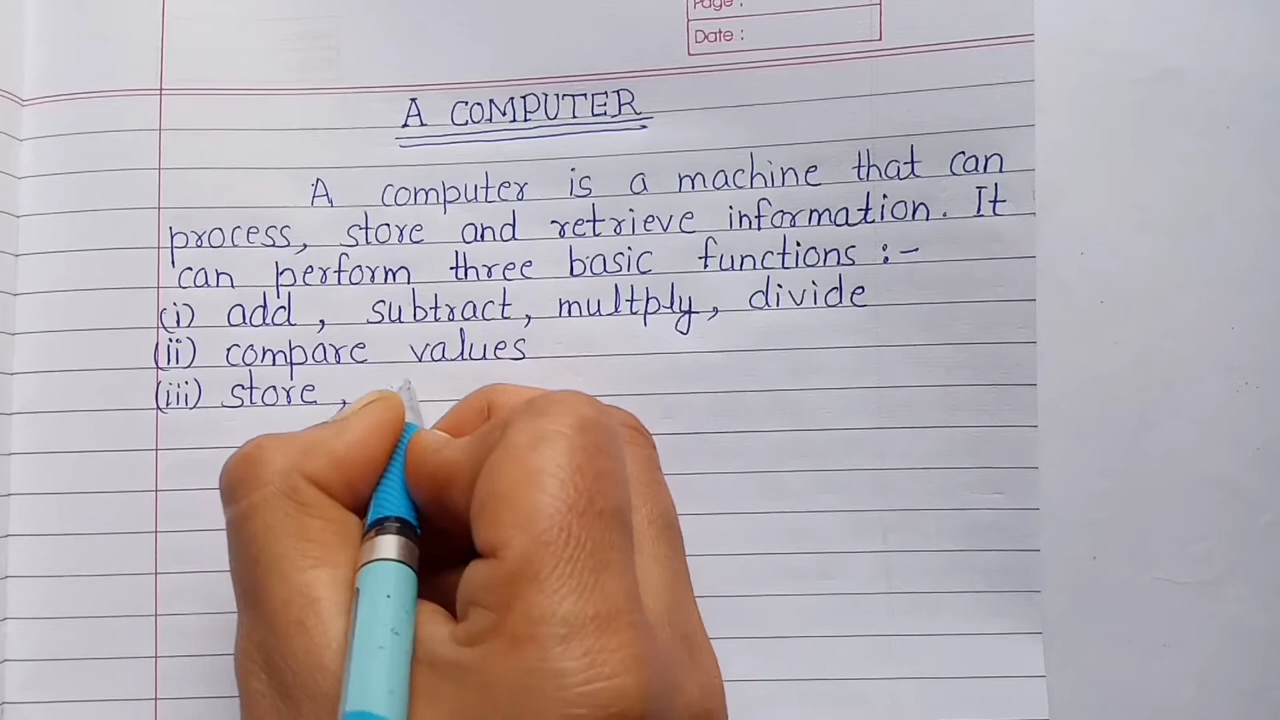 Page :
Date :
A COMPUTER
A computer is a machine that can
process, store and retrieve information. It
can perform three basic functions :-
(i) add, subtract, multply, divide
(ii) compare values
(iii) store,